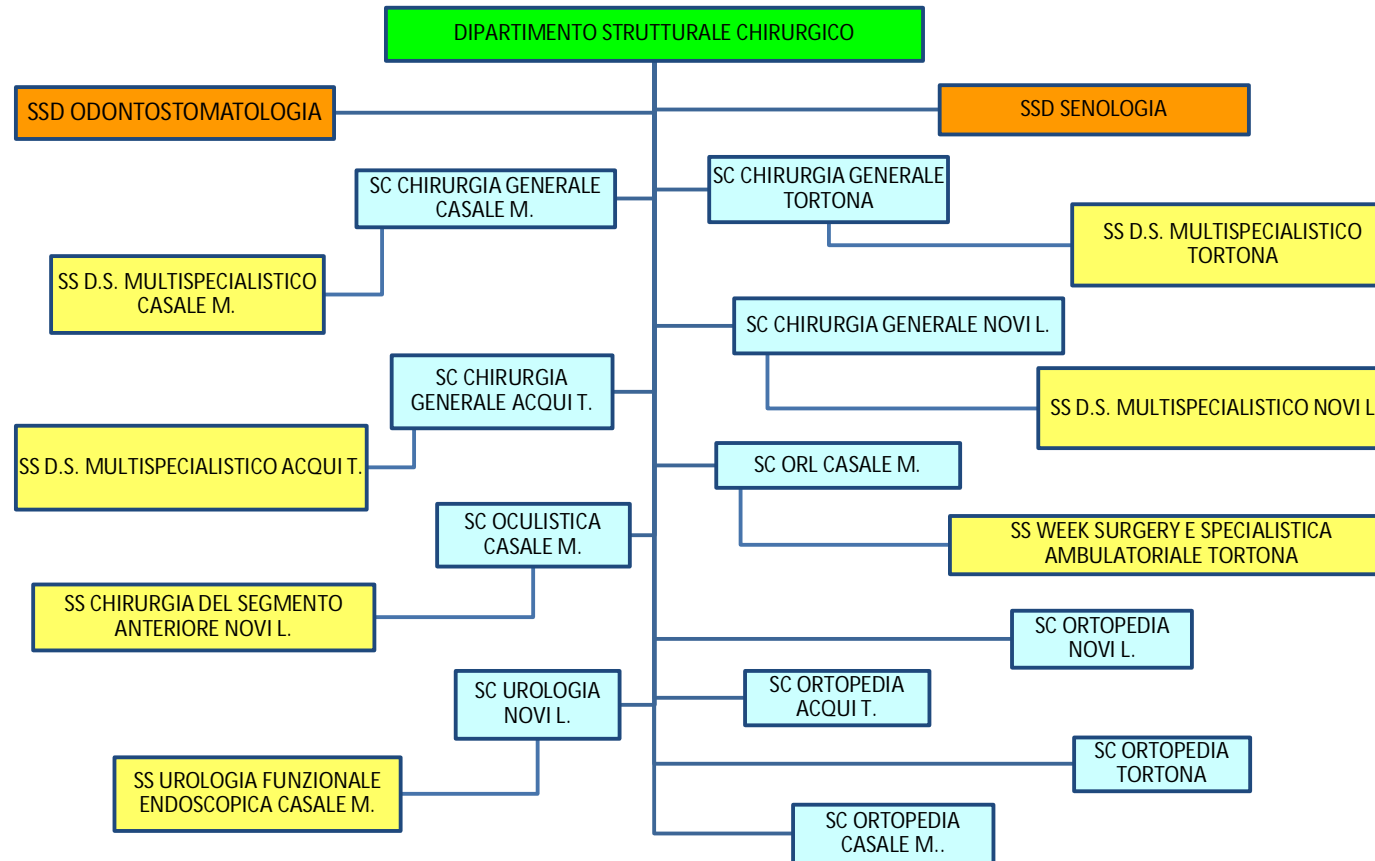 DIPARTIMENTO STRUTTURALE CHIRURGICO
SSD ODONTOSTOMATOLOGIA
SSD SENOLOGIA
SC CHIRURGIA GENERALE
CASALE M.
SC CHIRURGIA GENERALE
TORTONA
SS D.S. MULTISPECIALISTICO
CASALE M.
SS D.S. MULTISPECIALISTICO
TORTONA
SC CHIRURGIA GENERALE NOVI L.
SC CHIRURGIA
GENERALE ACQUI T.
SS D.S. MULTISPECIALISTICO NOVI L
SS D.S. MULTISPECIALISTICO ACQUI T.
SC ORL CASALE M.
SC OCULISTICA
CASALE M.
SS WEEK SURGERY E SPECIALISTICA
AMBULATORIALE TORTONA
SS CHIRURGIA DEL SEGMENTO
ANTERIORE NOVI L.
SC ORTOPEDIA
NOVI L.
SC UROLOGIA
NOVI L.
SC ORTOPEDIA
ACQUI T.
SC ORTOPEDIA
TORTONA
SS UROLOGIA FUNZIONALE
ENDOSCOPICA CASALE M.
SC ORTOPEDIA
CASALE M..